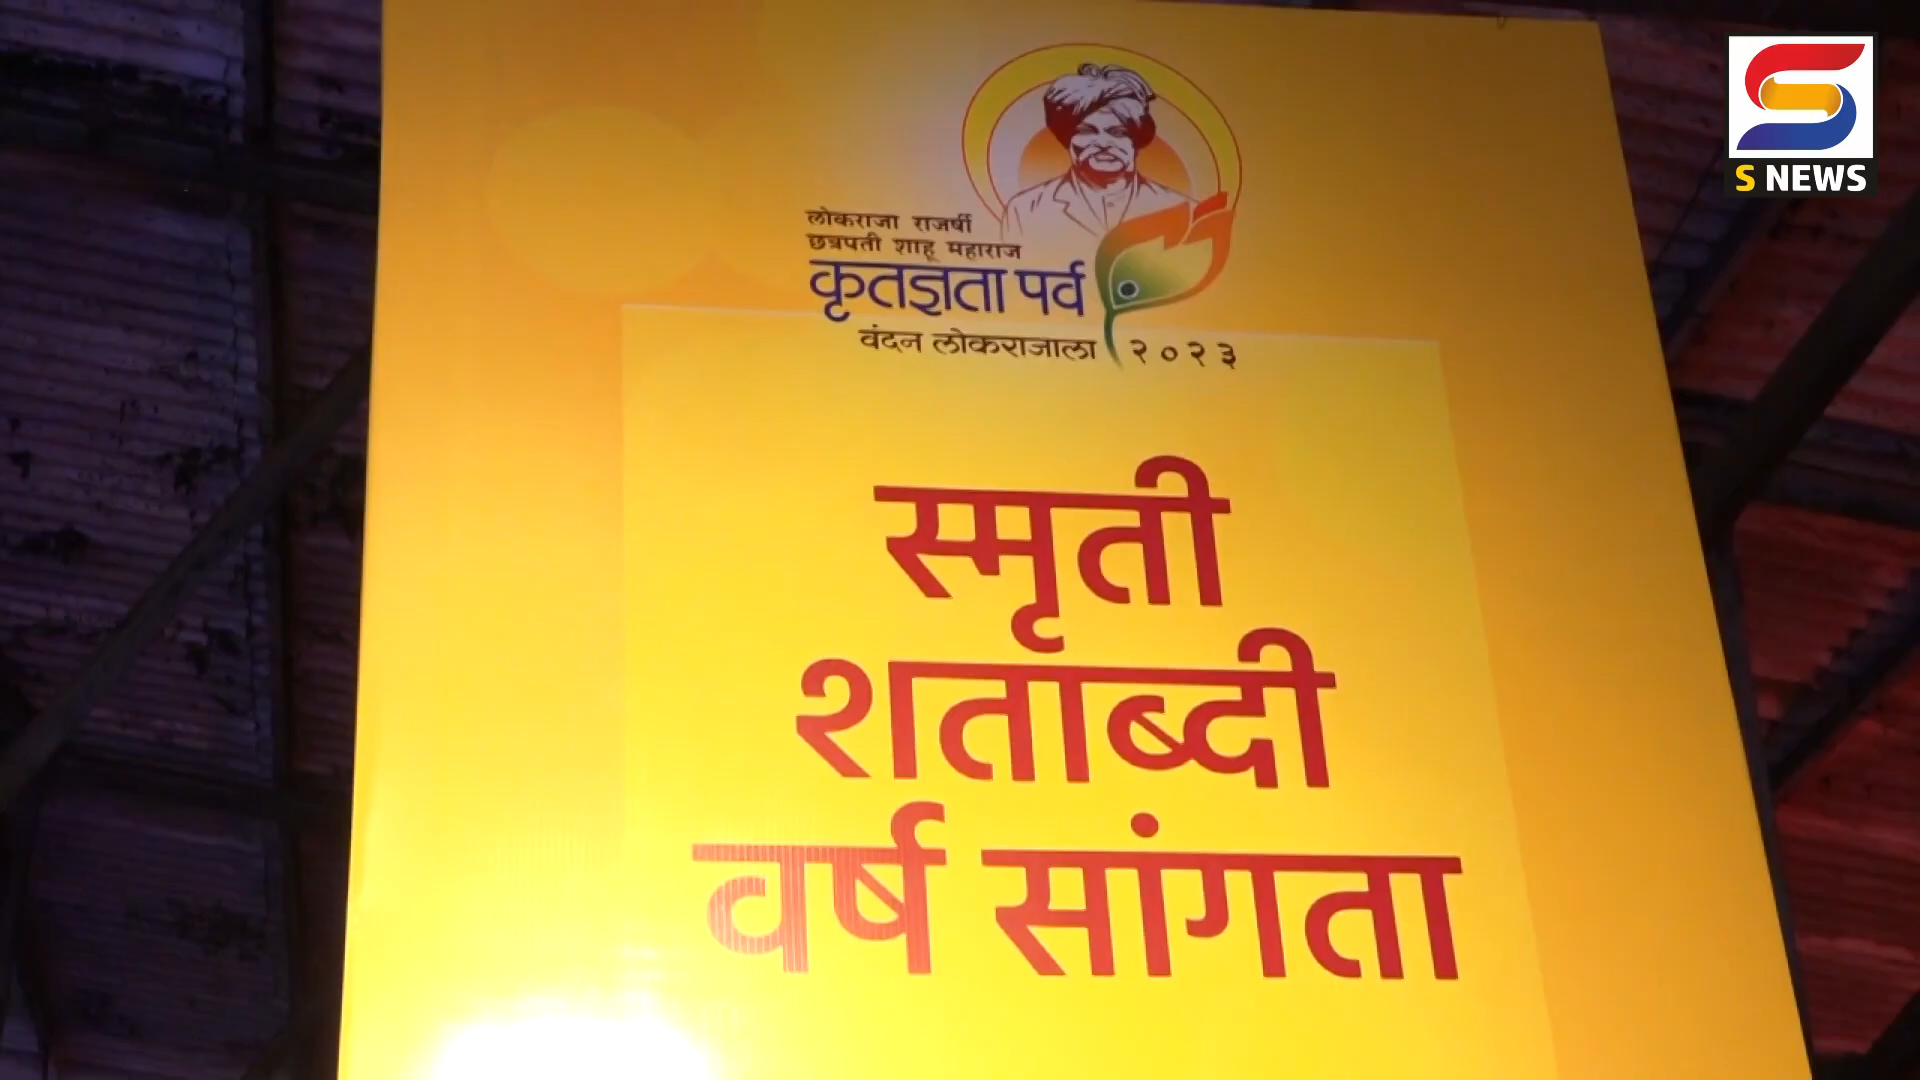 लोकराजा राजर्षी
छत्रपती शाहू महाराज
कृतज्ञता पर्व
वंदन लोकराजाला २०२३
स्मृती
शताब्दी
वर्ष सांगता
S NEWS